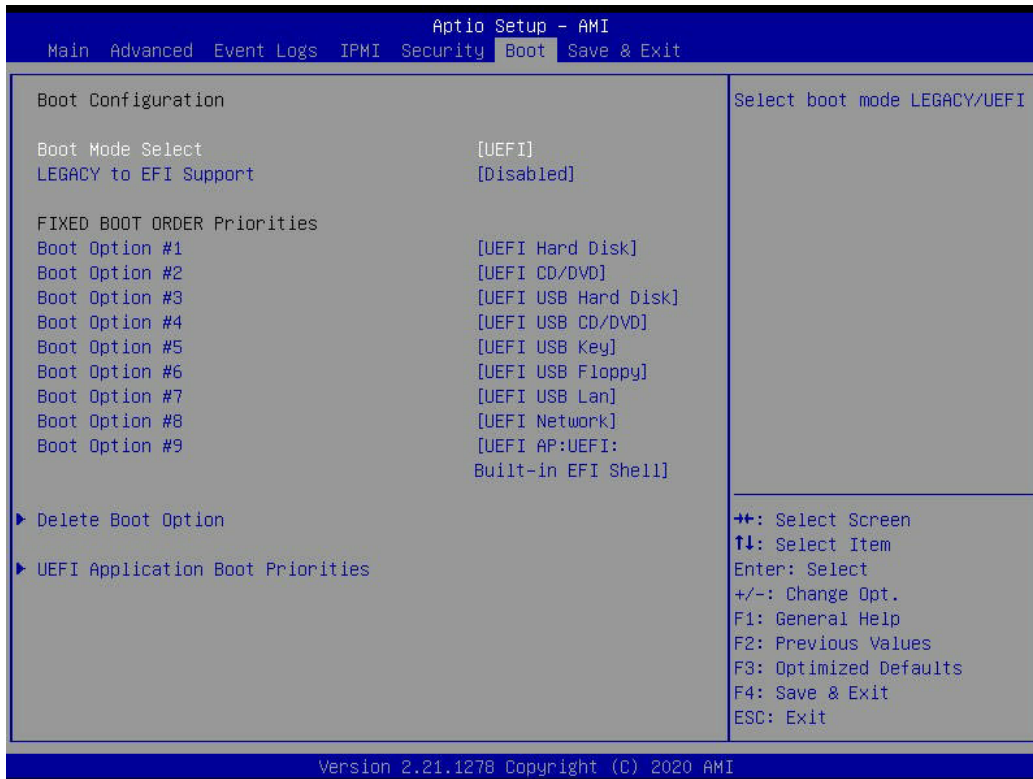 Aptio Setup - AMI
Main Advanced Event Logs IPMI Security Boot Save & Exit
Boot Configuration
Boot Mode Select [UEFI]
LEGACY to EFI Support [Disabled]
FIXED BOOT ORDER Priorities
Boot Option #1 [UEFI Hard Disk]
Boot Option #2 [UEFI CD/DVD]
Boot Option #3 [UEFI USB Hard Disk]
Boot Option #4 [UEFI USB CD/DVD]
Boot Option #5 [UEFI USB Key]
Boot Option #6 [UEFI USB Floppy]
Boot Option #7 [UEFI USB Lan]
Boot Option #8 [UEFI Network]
Boot Option #9 [UEFI AP:UEFI:
Built-in EFI Shell]
Delete Boot Option
UEFI Application Boot Priorities
Select boot mode LEGACY/UEFI
→←: Select Screen
↑↓: Select Item
Enter: Select
+/-: Change Opt.
F1: General Help
F2: Previous Values
F3: Optimized Defaults
F4: Save & Exit
ESC: Exit
Version 2.21.1278 Copyright (C) 2020 AMI